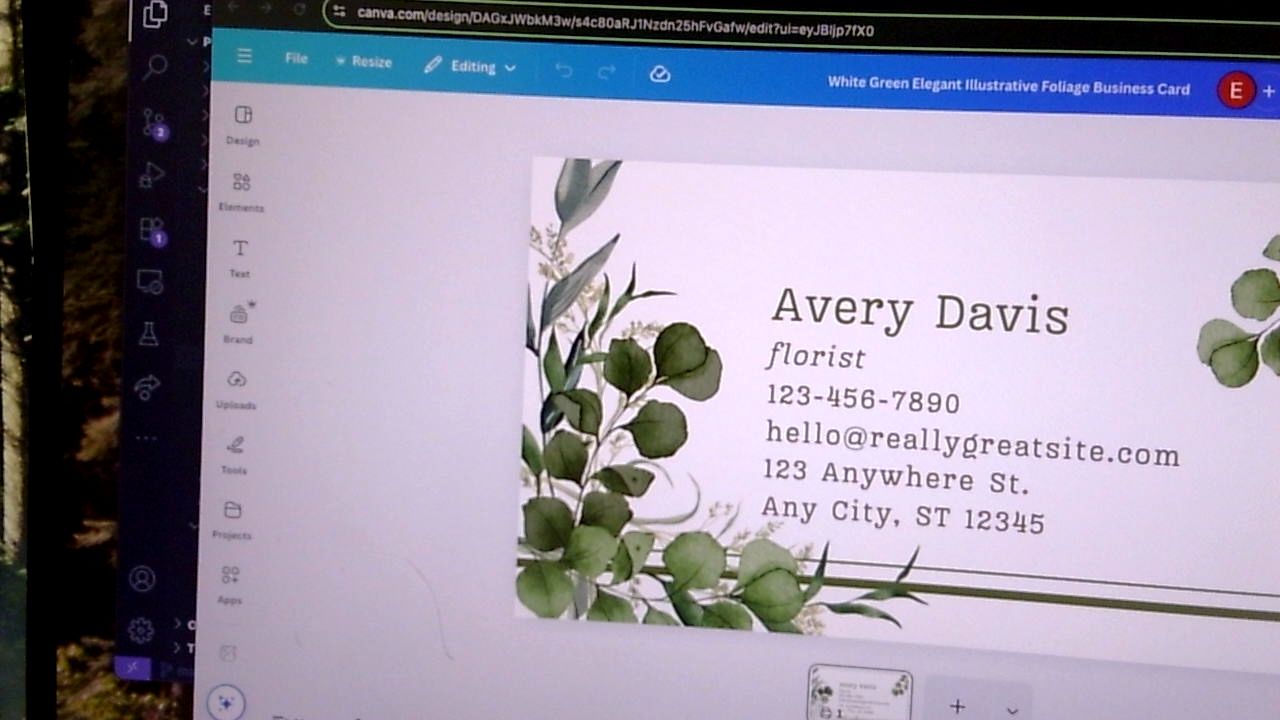 canva.com/design/DAGxJWbkM3w/s4c80aRJ1Nzdn25hFvGafw/edit?ui=eyJBIjp7fX0
File
Resize
Editing
White Green Elegant Illustrative Foliage Business Card
E
Design
Elements
Text
Brand
Uploads
Tools
Projects
Apps
2
1
Avery Davis
florist
123-456-7890
hello@reallygreatsite.com
123 Anywhere St.
Any City, ST 12345
1